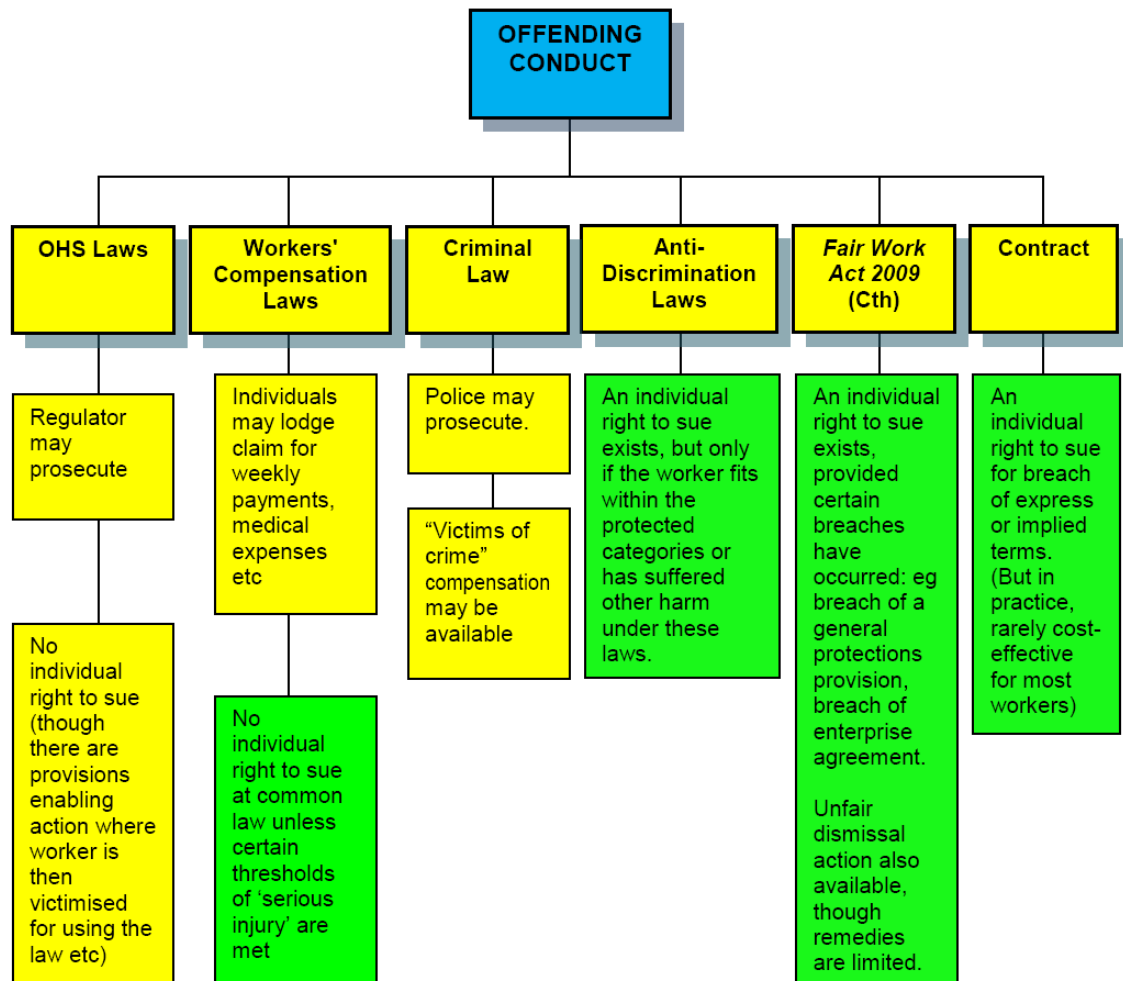 OFFENDING
CONDUCT
OHS Laws
Workers'
Compensation
Laws
Criminal
Law
Anti-
Discrimination
Laws
Fair Work
Act 2009
(Cth)
Contract
Regulator
may
prosecute
No
individual
right to sue
(though
there are
provisions
enabling
action where
worker is
then
victimised
for using the
law etc)
Individuals
may lodge
claim for
weekly
payments,
medical
expenses
etc
No
individual
right to sue
at common
law unless
certain
thresholds
of ‘serious
injury’ are
met
Police may
prosecute.
“Victims of
crime”
compensation
may be
available
An individual
right to sue
exists, but only
if the worker fits
within the
protected
categories or
has suffered
other harm
under these
laws.
An individual
right to sue
exists,
provided
certain
breaches
have
occurred: eg
breach of a
general
protections
provision,
breach of
enterprise
agreement.
Unfair
dismissal
action also
available,
though
remedies
are limited.
An
individual
right to sue
for breach
of express
or implied
terms.
(But in
practice,
rarely cost-
effective
for most
workers)